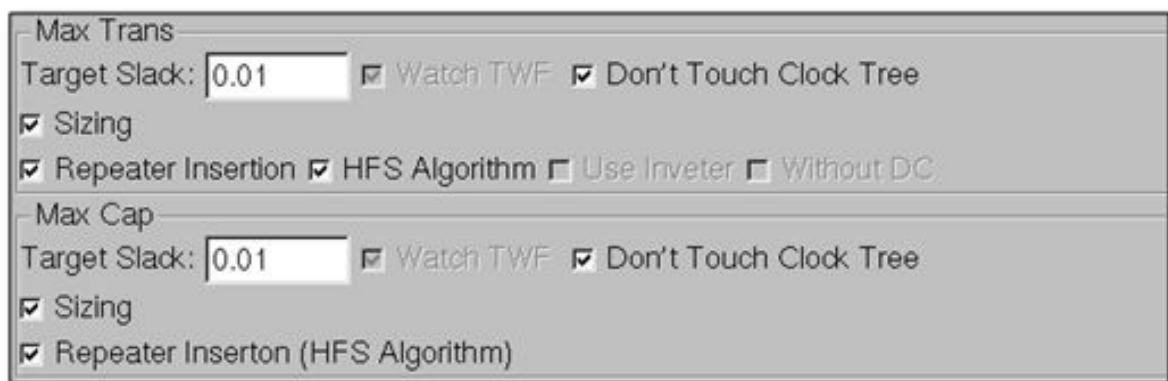 Max Trans
Target Slack: 0.01 Watch TWF Don't Touch Clock Tree
Sizing
Repeater Insertion HFS Algorithm Use Inveter Without DC
Max Cap
Target Slack: 0.01 Watch TWF Don't Touch Clock Tree
Sizing
Repeater Inserton (HFS Algorithm)